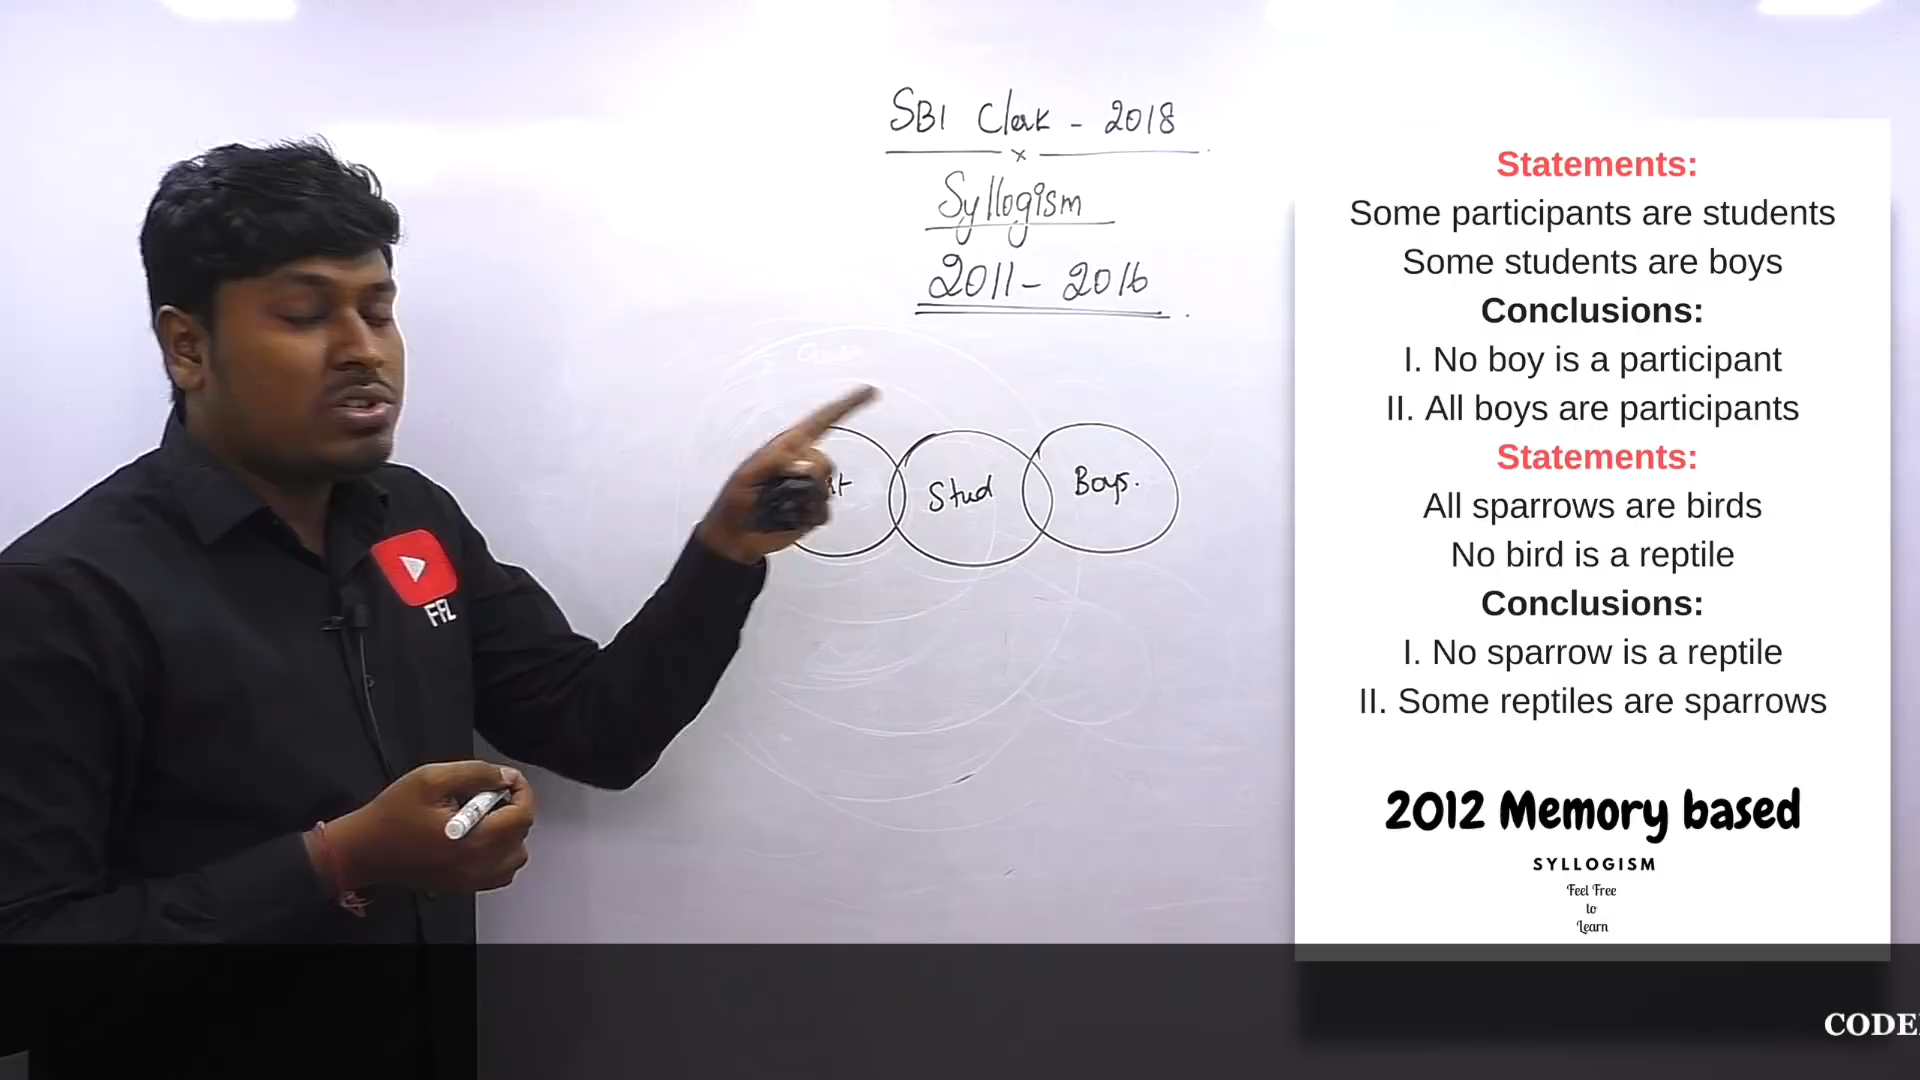 SBI Clerk - 2018
x
Syllogism
2011 - 2016
Stud
Boys.
FFL
Statements:
Some participants are students
Some students are boys
Conclusions:
I. No boy is a participant
II. All boys are participants
Statements:
All sparrows are birds
No bird is a reptile
Conclusions:
I. No sparrow is a reptile
II. Some reptiles are sparrows
2012 Memory based
SYLLOGISM
Feel Free
to
Learn
CODE